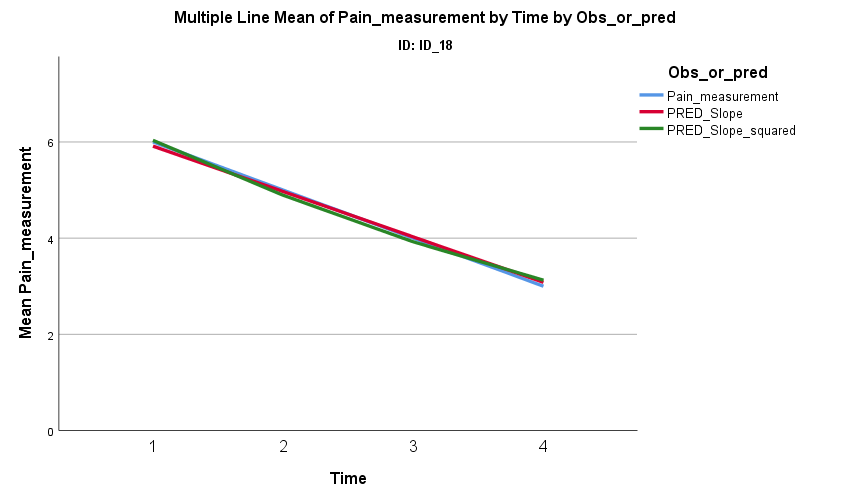 Multiple Line Mean of Pain_measurement by Time by Obs_or_pred
ID: ID_18
Obs_or_pred
Pain_measurement
PRED_Slope
PRED_Slope_squared
Mean Pain_measurement
6
4
2
0
1 2 3 4
Time